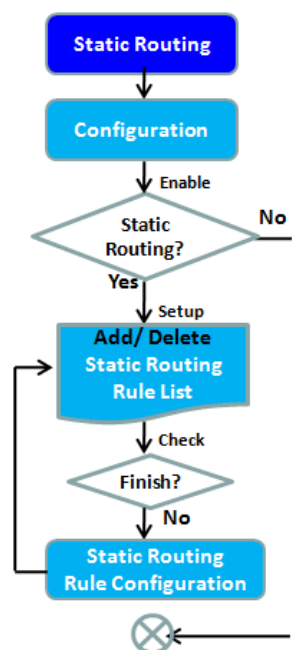 Static Routing
Configuration
Enable
Static
Routing?
No
Yes
Setup
Add/ Delete
Static Routing
Rule List
Check
Finish?
No
Static Routing
Rule Configuration